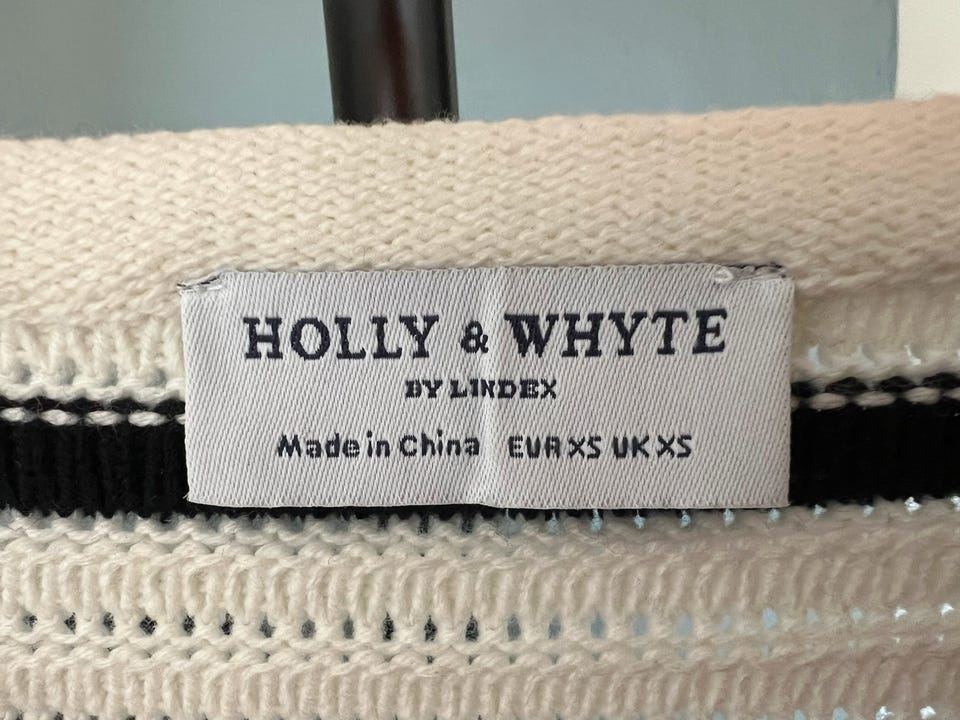 HOLLY & WHYTE
BY LINDEX
Made in China EUR XS UK XS